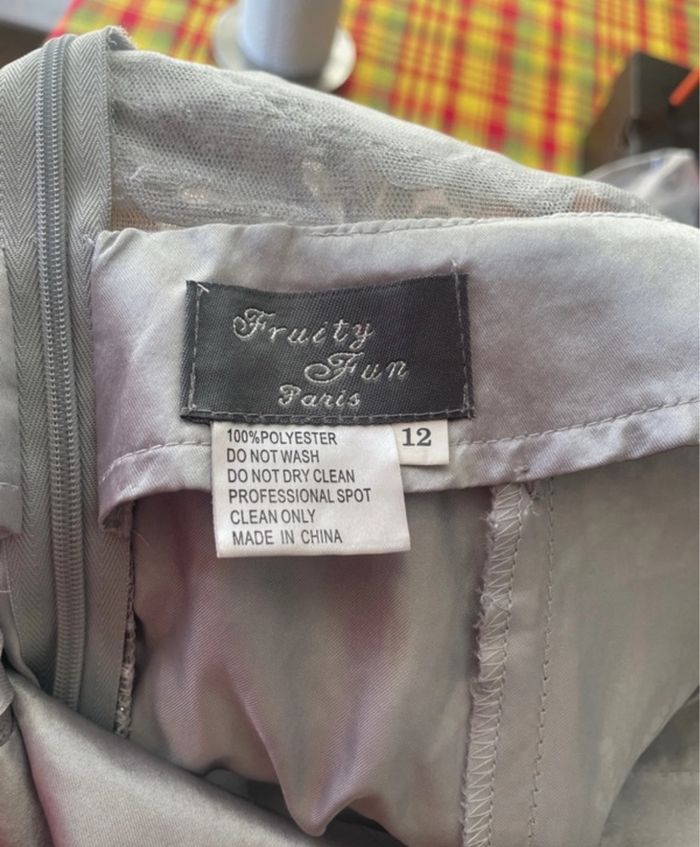 Fruity
Fun
Paris
100%POLYESTER
DO NOT WASH
DO NOT DRY CLEAN
PROFESSIONAL SPOT
CLEAN ONLY
MADE IN CHINA
12